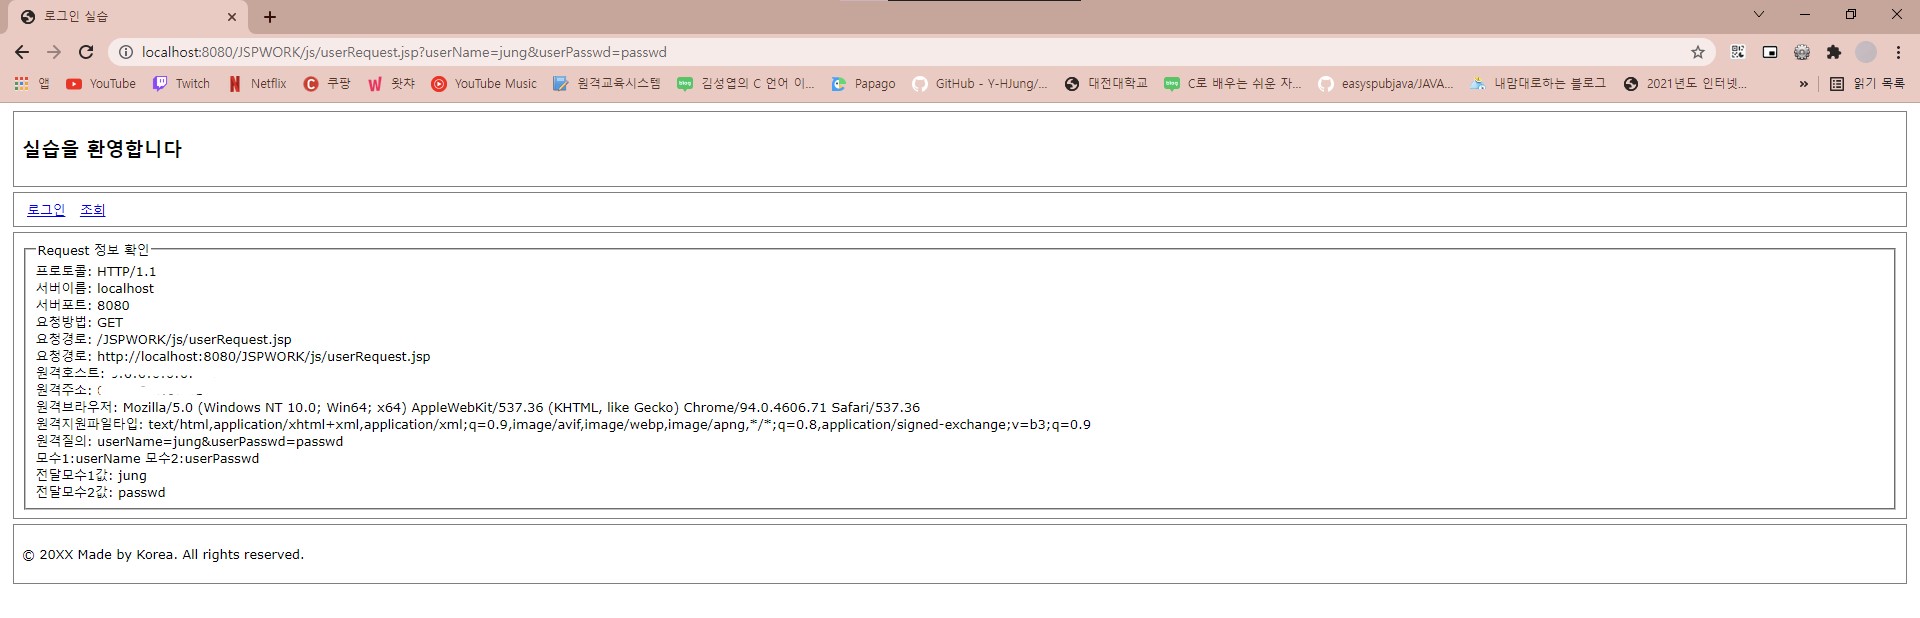 로그인 실습
localhost:8080/JSPWORK/js/userRequest.jsp?userName=jung&userPasswd=passwd
앱 YouTube Twitch Netflix 쿠팡 왓챠 YouTube Music 원격교육시스템 김성엽의 C 언어 이... Papago GitHub - Y-HJung/... 대전대학교 C로 배우는 쉬운 자... easyspubjava/JAVA... 내맘대로하는 블로그 2021년도 인터넷... » 읽기 목록
실습을 환영합니다
로그인 조회
Request 정보 확인
프로토콜: HTTP/1.1
서버이름: localhost
서버포트: 8080
요청방법: GET
요청경로: /JSPWORK/js/userRequest.jsp
요청경로: http://localhost:8080/JSPWORK/js/userRequest.jsp
원격호스트:
원격주소:
원격브라우저: Mozilla/5.0 (Windows NT 10.0; Win64; x64) AppleWebKit/537.36 (KHTML, like Gecko) Chrome/94.0.4606.71 Safari/537.36
원격지원파일타입: text/html,application/xhtml+xml,application/xml;q=0.9,image/avif,image/webp,image/apng,*/*;q=0.8,application/signed-exchange;v=b3;q=0.9
원격질의: userName=jung&userPasswd=passwd
모수1:userName 모수2:userPasswd
전달모수1값: jung
전달모수2값: passwd
© 20XX Made by Korea. All rights reserved.